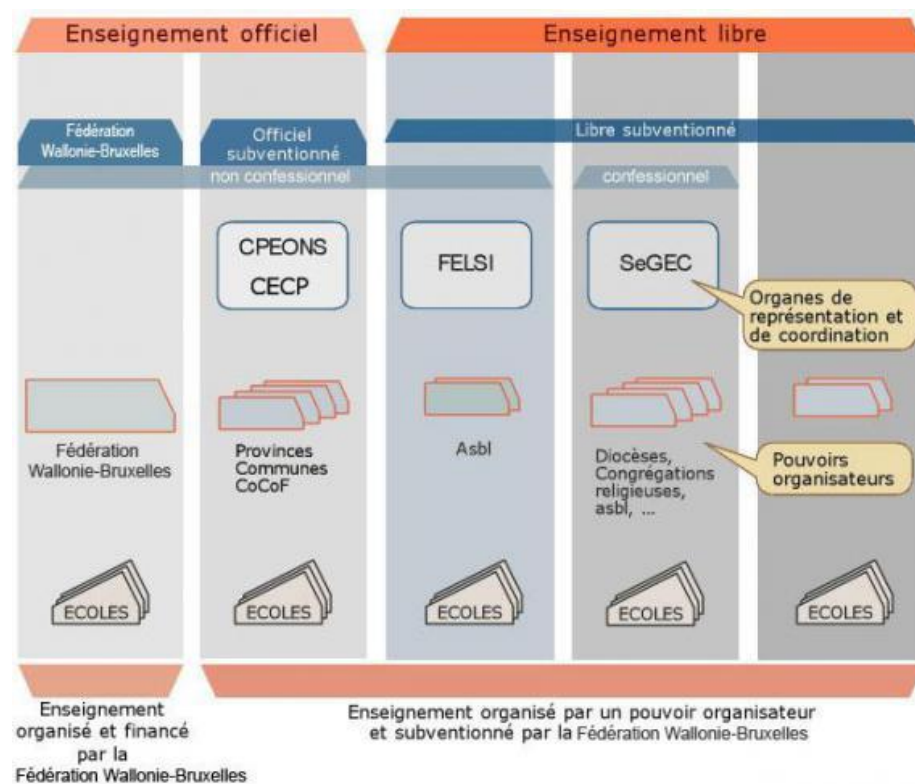 Enseignement officiel
Enseignement libre
Fédération
Wallonie-Bruxelles
Officiel
subventionné
Libre subventionné
non confessionnel
confessionnel
CPEONS
CECP
FELSI
SeGEC
Organes de
représentation et
de coordination
Fédération
Wallonie-Bruxelles
Provinces
Communes
CoCoF
Asbl
Diocèses,
Congrégations
religieuses,
asbl, ...
Pouvoirs
organisateurs
ECOLES
ECOLES
ECOLES
ECOLES
ECOLES
Enseignement
organisé et financé
par la
Fédération Wallonie-Bruxelles
Enseignement organisé par un pouvoir organisateur
et subventionné par la Fédération Wallonie-Bruxelles